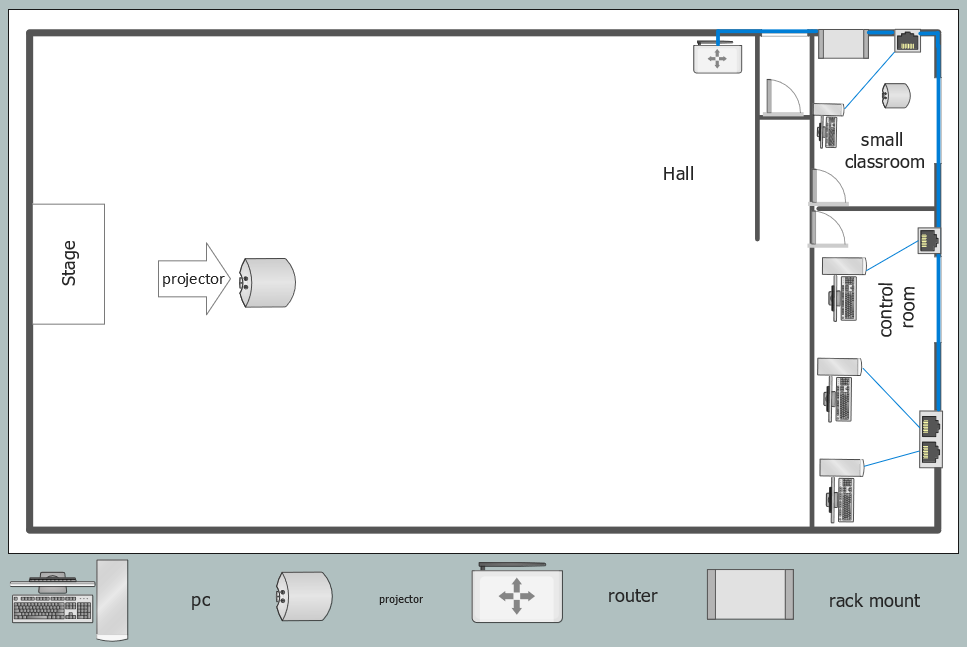 small
classroom
Hall
Stage
projector
control
room
pc
projector
router
rack mount